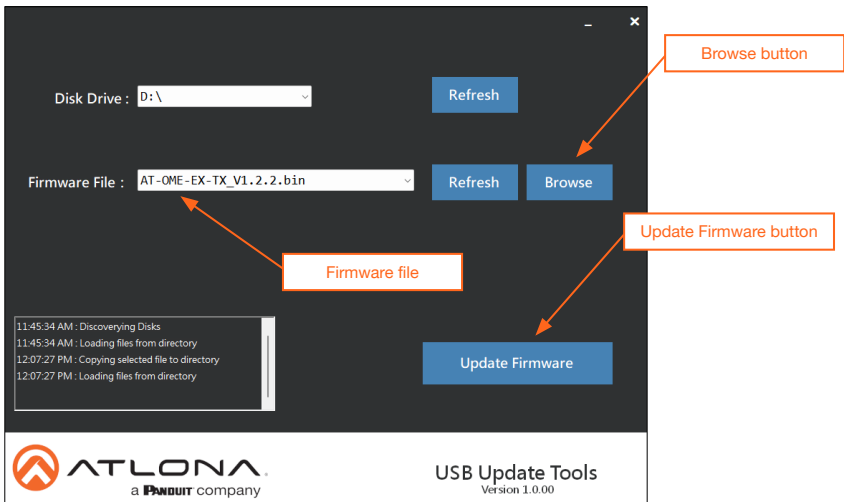 Browse button
Disk Drive : D:\ Refresh
Firmware File : AT-OME-EX-TX_V1.2.2.bin Refresh Browse
Update Firmware button
Firmware file
11:45:34 AM : Discoverying Disks
11:45:34 AM : Loading files from directory
12:07:27 PM : Copying selected file to directory
12:07:27 PM : Loading files from directory
Update Firmware
ATLONA.
a PANDUIT company
USB Update Tools
Version 1.0.00